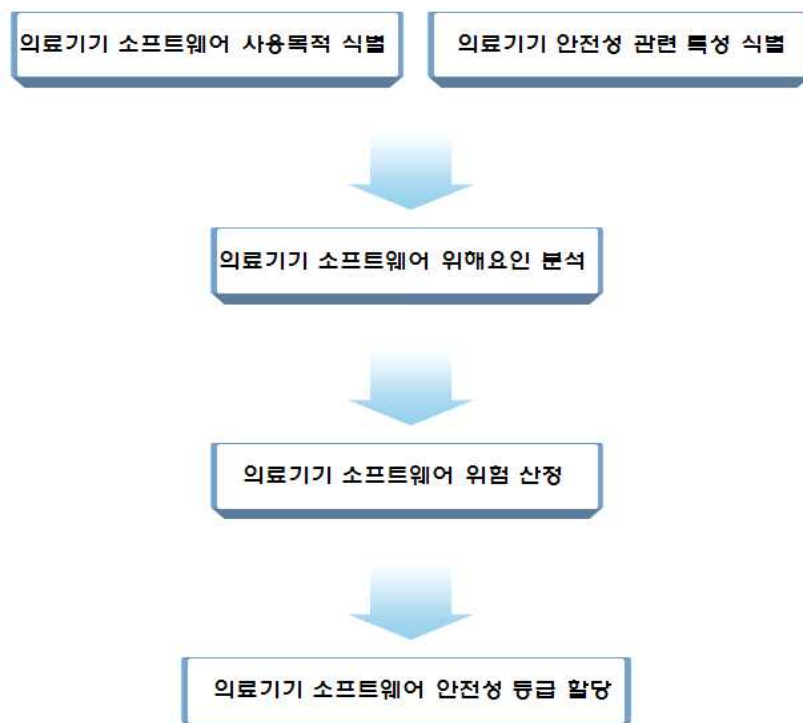 의료기기 소프트웨어 사용목적 식별
의료기기 안전성 관련 특성 식별
의료기기 소프트웨어 위해요인 분석
의료기기 소프트웨어 위험 산정
의료기기 소프트웨어 안전성 등급 할당